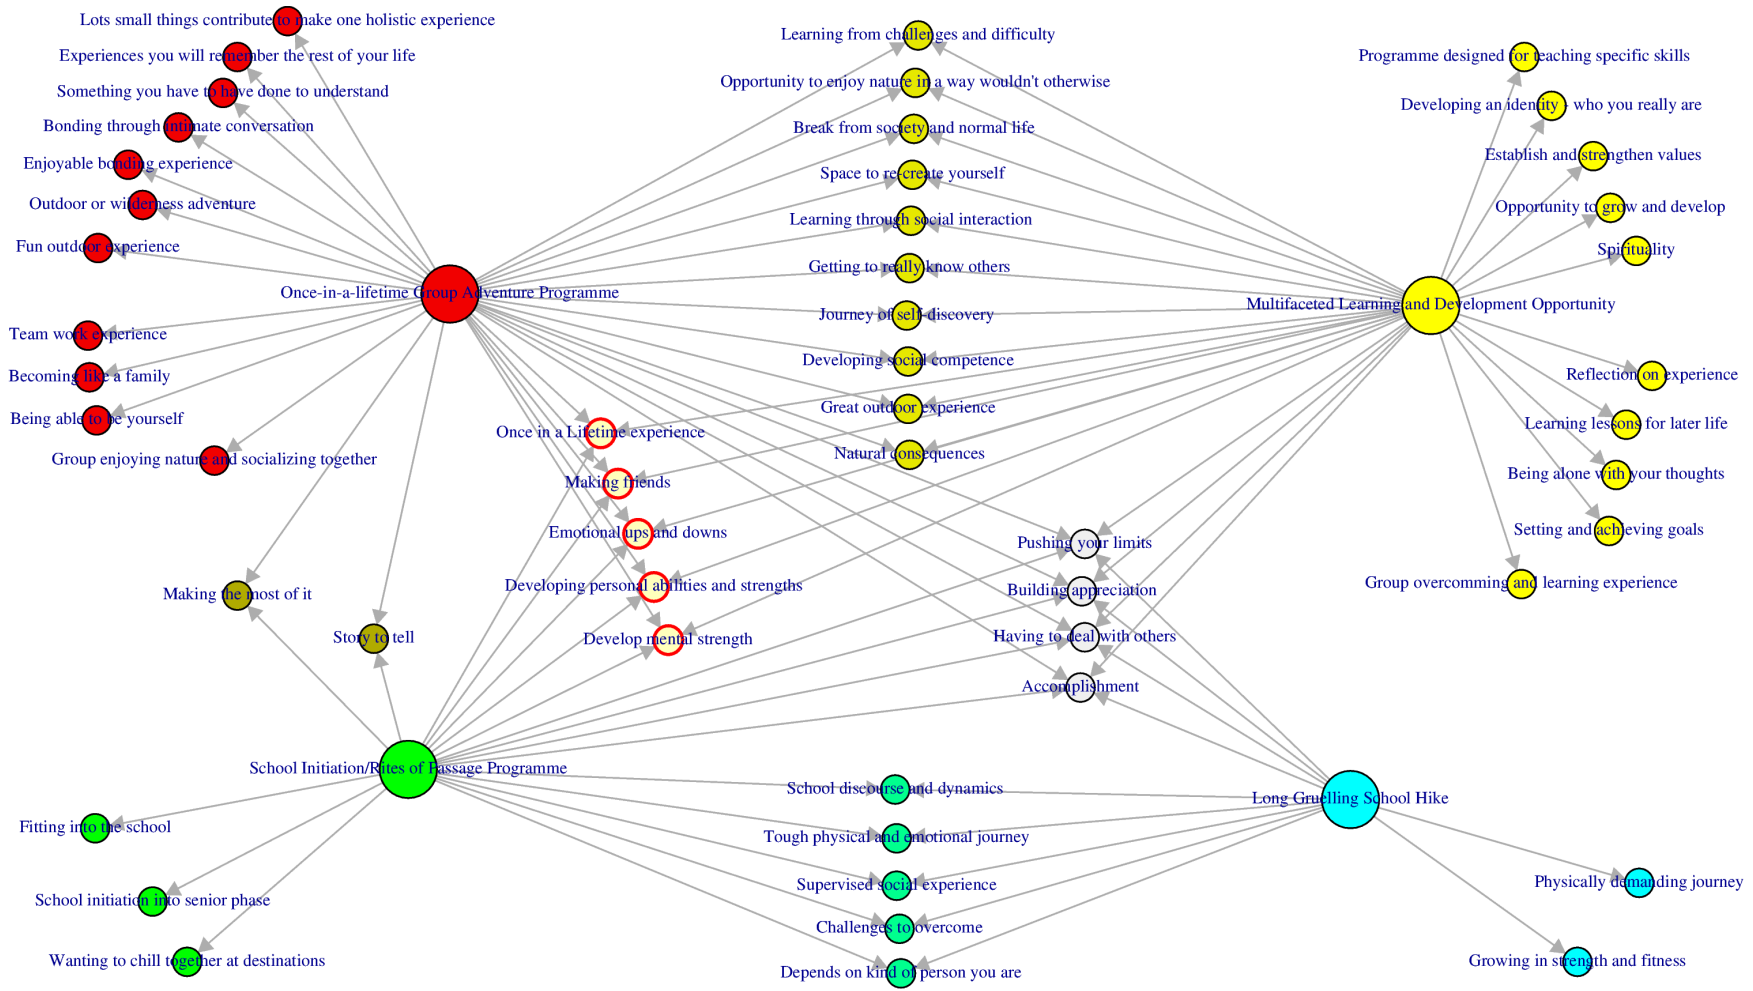 Lots small things contribute to make one holistic experience
Experiences you will remember the rest of your life
Something you have to have done to understand
Bonding through intimate conversation
Enjoyable bonding experience
Outdoor or wilderness adventure
Fun outdoor experience
Once-in-a-lifetime Group Adventure Programme
Team work experience
Becoming like a family
Being able to be yourself
Group enjoying nature and socializing together
Learning from challenges and difficulty
Opportunity to enjoy nature in a way wouldn't otherwise
Break from society and normal life
Space to re-create yourself
Learning through social interaction
Getting to really know others
Journey of self-discovery
Developing social competence
Great outdoor experience
Natural consequences
Programme designed for teaching specific skills
Developing an identity - who you really are
Establish and strengthen values
Opportunity to grow and develop
Spirituality
Multifaceted Learning and Development Opportunity
Reflection on experience
Learning lessons for later life
Being alone with your thoughts
Setting and achieving goals
Group overcomming and learning experience
Once in a Lifetime experience
Making friends
Emotional ups and downs
Developing personal abilities and strengths
Develop mental strength
Pushing your limits
Building appreciation
Having to deal with others
Accomplishment
Making the most of it
Story to tell
School Initiation/Rites of Passage Programme
Fitting into the school
School initiation into senior phase
Wanting to chill together at destinations
School discourse and dynamics
Tough physical and emotional journey
Supervised social experience
Challenges to overcome
Depends on kind of person you are
Long Gruelling School Hike
Physically demanding journey
Growing in strength and fitness